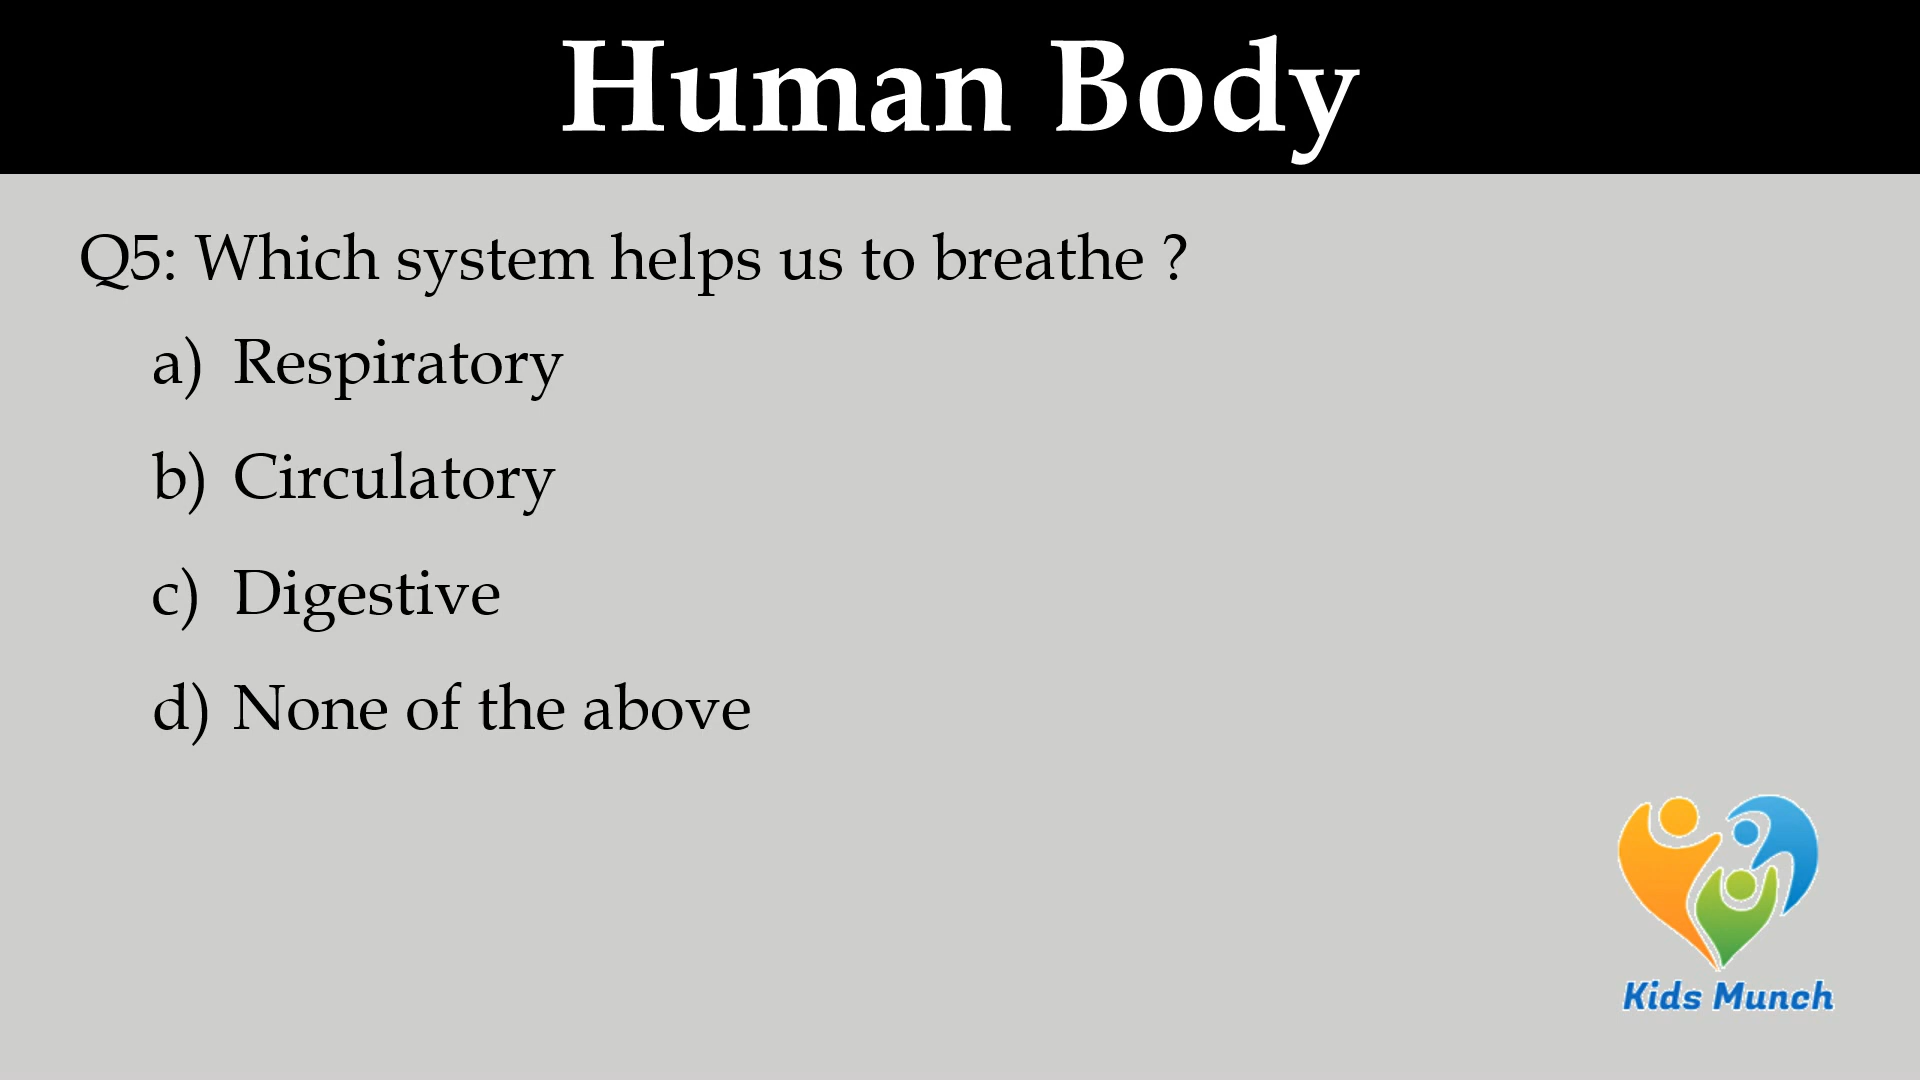 Human Body
Q5: Which system helps us to breathe ?
a) Respiratory
b) Circulatory
c) Digestive
d) None of the above
Kids Munch